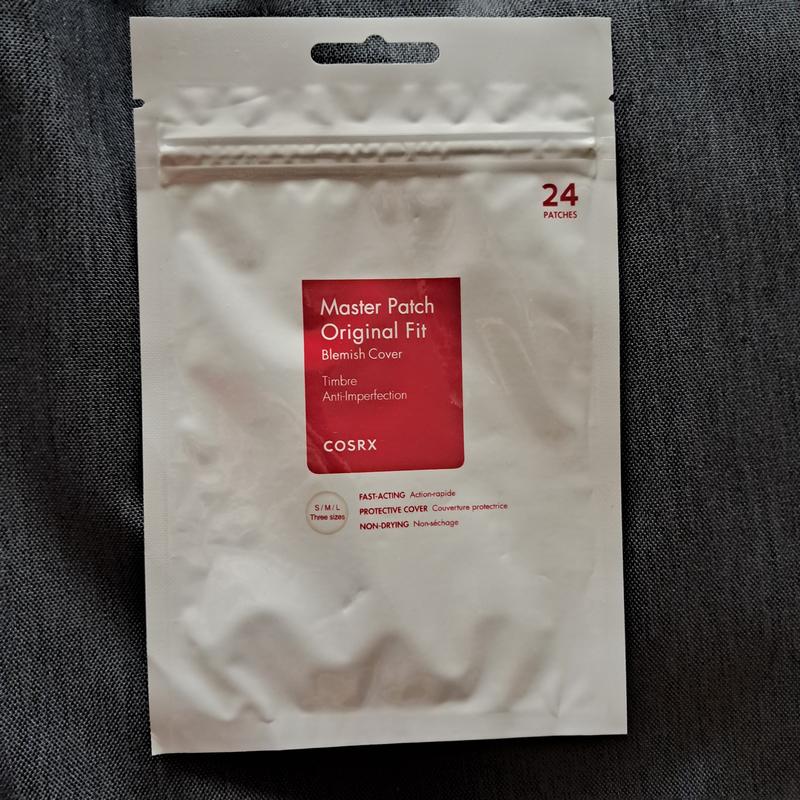 24
PATCHES
Master Patch
Original Fit
Blemish Cover
Timbre
Anti-Imperfection
COSRX
S / M / L
Three sizes
FAST-ACTING Action-rapide
PROTECTIVE COVER Couverture protectrice
NON-DRYING Non-séchage